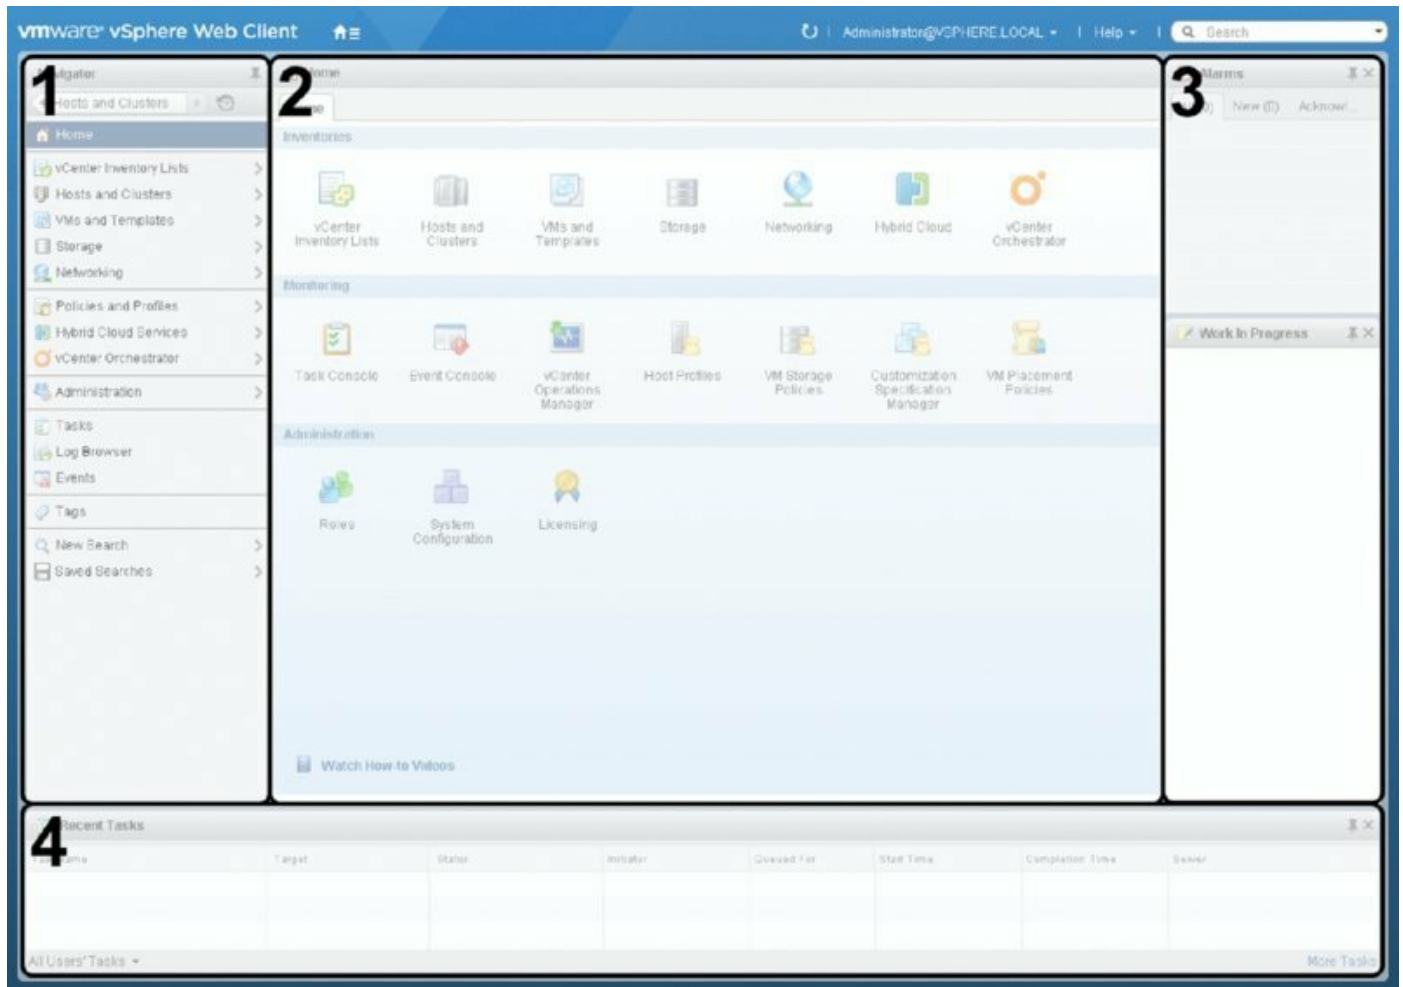 vmware® vSphere Web Client
Administrator@VSPHERE.LOCAL
Help
Search
1
Hosts and Clusters
Home
vCenter Inventory Lists
Hosts and Clusters
VMs and Templates
Storage
Networking
Policies and Profiles
Hybrid Cloud Services
vCenter Orchestrator
Administration
Tasks
Log Browser
Events
Tags
New Search
Saved Searches
2
Inventories
vCenter
Inventory Lists
Hosts and
Clusters
VMs and
Templates
Storage
Networking
Hybrid Cloud
vCenter
Orchestrator
Monitoring
Task Console
Event Console
vCenter
Operations
Manager
Host Profiles
VM Storage
Policies
Customization
Specification
Manager
VM Placement
Policies
Administration
Roles
System
Configuration
Licensing
Watch How-to Videos
3
New (0) Acknowl...
Work In Progress
4
Recent Tasks
Target
Status
Initiator
Queued For
Start Time
Completion Time
Server
All Users' Tasks
More Tasks